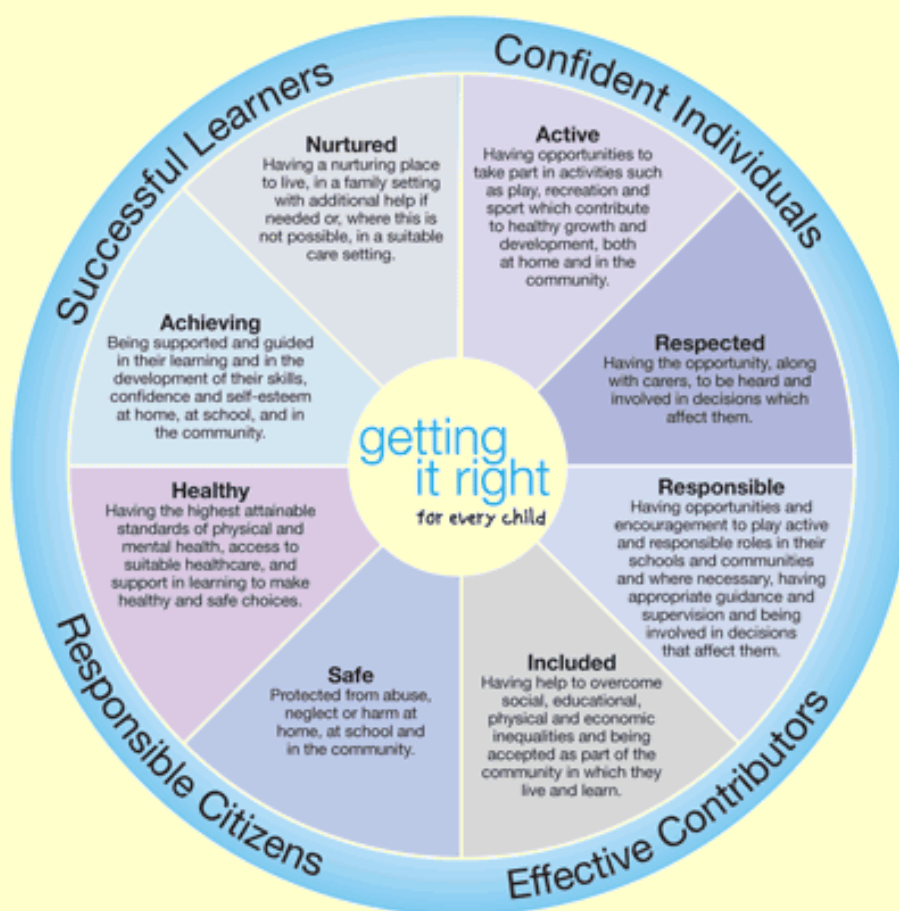 Successful Learners
Confident Individuals
Nurtured
Having a nurturing place
to live, in a family setting
with additional help if
needed or, where this is
not possible, in a suitable
care setting.
Active
Having opportunities to
take part in activities such
as play, recreation and
sport which contribute
to healthy growth and
development, both
at home and in the
community.
Achieving
Being supported and guided
in their learning and in the
development of their skills,
confidence and self-esteem
at home, at school, and in
the community.
Respected
Having the opportunity, along
with carers, to be heard and
involved in decisions which
affect them.
getting
it right
for every child
Healthy
Having the highest attainable
standards of physical and
mental health, access to
suitable healthcare, and
support in learning to make
healthy and safe choices.
Responsible
Having opportunities and
encouragement to play active
and responsible roles in their
schools and communities
and where necessary, having
appropriate guidance and
supervision and being
involved in decisions
that affect them.
Safe
Protected from abuse,
neglect or harm at
home, at school and
in the community.
Included
Having help to overcome
social, educational,
physical and economic
inequalities and being
accepted as part of the
community in which they
live and learn.
Responsible Citizens
Effective Contributors